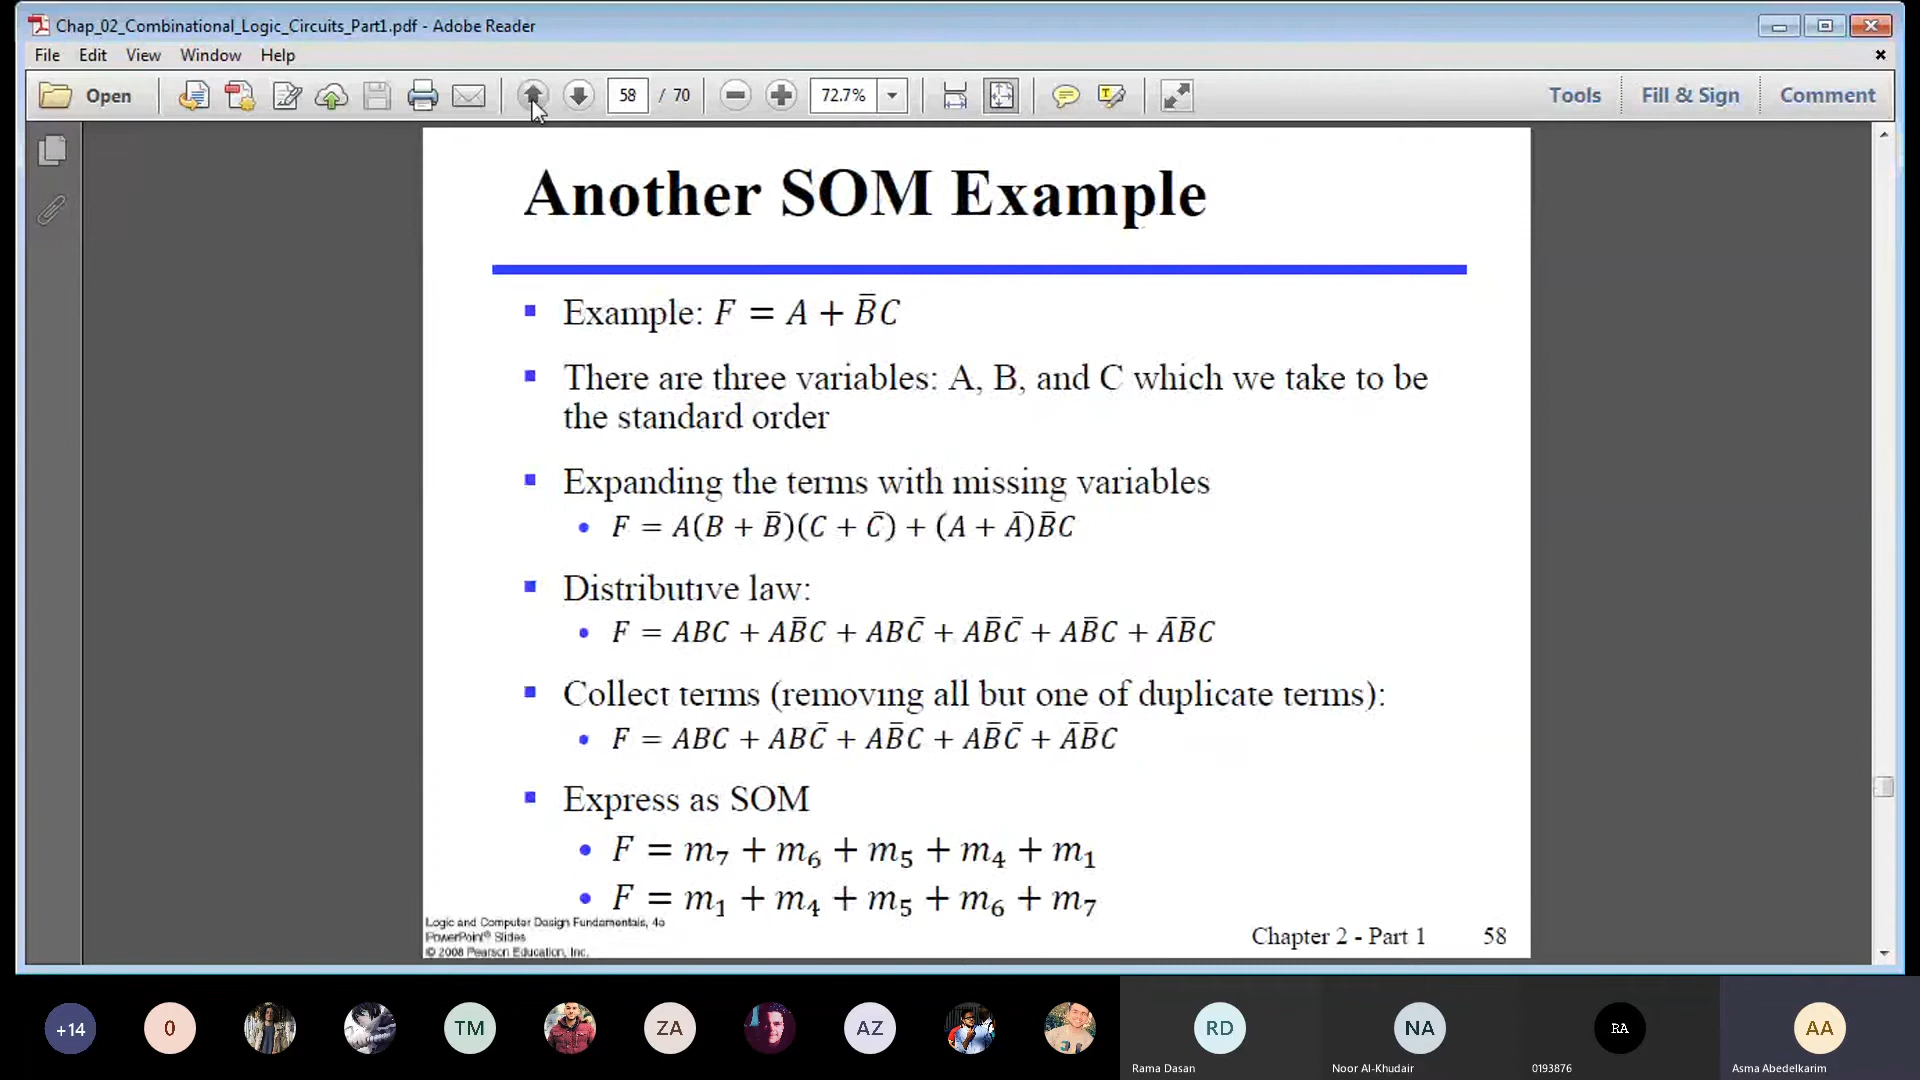 Chap_02_Combinational_Logic_Circuits_Part1.pdf - Adobe Reader
File Edit View Window Help
Open 58 / 70 72.7% Tools Fill & Sign Comment
Another SOM Example
Example: F = A + B̅C
There are three variables: A, B, and C which we take to be
the standard order
Expanding the terms with missing variables
F = A(B + B̅)(C + C̅) + (A + A̅)B̅C
Distributive law:
F = ABC + AB̅C + ABC̅ + AB̅C̅ + AB̅C + A̅B̅C
Collect terms (removing all but one of duplicate terms):
F = ABC + ABC̅ + AB̅C + AB̅C̅ + A̅B̅C
Express as SOM
F = m₇ + m₆ + m₅ + m₄ + m₁
F = m₁ + m₄ + m₅ + m₆ + m₇
Logic and Computer Design Fundamentals, 4e
PowerPoint® Slides
© 2008 Pearson Education, Inc.
Chapter 2 - Part 1 58
+14 0 TM ZA AZ RD NA RA AA
Rama Dasan Noor Al-Khudair 0193876 Asma Abedelkarim